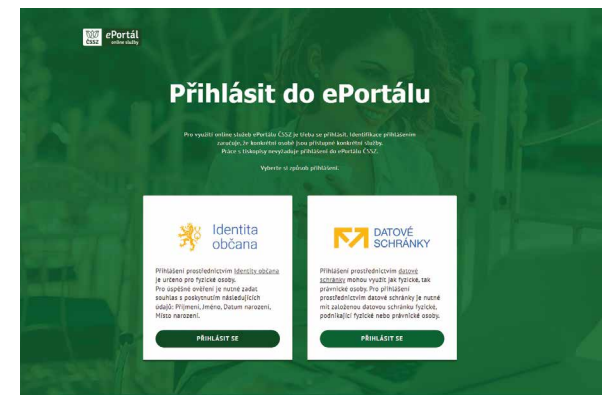 ČSSZ
ePortál
online služby
Přihlásit do ePortálu
Pro využití online služeb ePortálu ČSSZ je třeba se přihlásit. Identifikace přihlášením
zaručuje, že konkrétní osobě jsou přístupné konkrétní služby.
Práce s tiskopisy nevyžaduje přihlášení do ePortálu ČSSZ.
Vyberte si způsob přihlášení.
Identita
občana
Přihlášení prostřednictvím Identity občana
je určeno pro fyzické osoby.
Pro úspěšné ověření je nutné zadat
souhlas s poskytnutím následujících
údajů: Příjmení, Jméno, Datum narození,
Místo narození.
PŘIHLÁSIT SE
DATOVÉ
SCHRÁNKY
Přihlášení prostřednictvím datové
schránky mohou využít jak fyzické, tak
právnické osoby. Pro přihlášení
prostřednictvím datové schránky je nutné
mít založenou datovou schránku fyzické,
podnikající fyzické nebo právnické osoby.
PŘIHLÁSIT SE